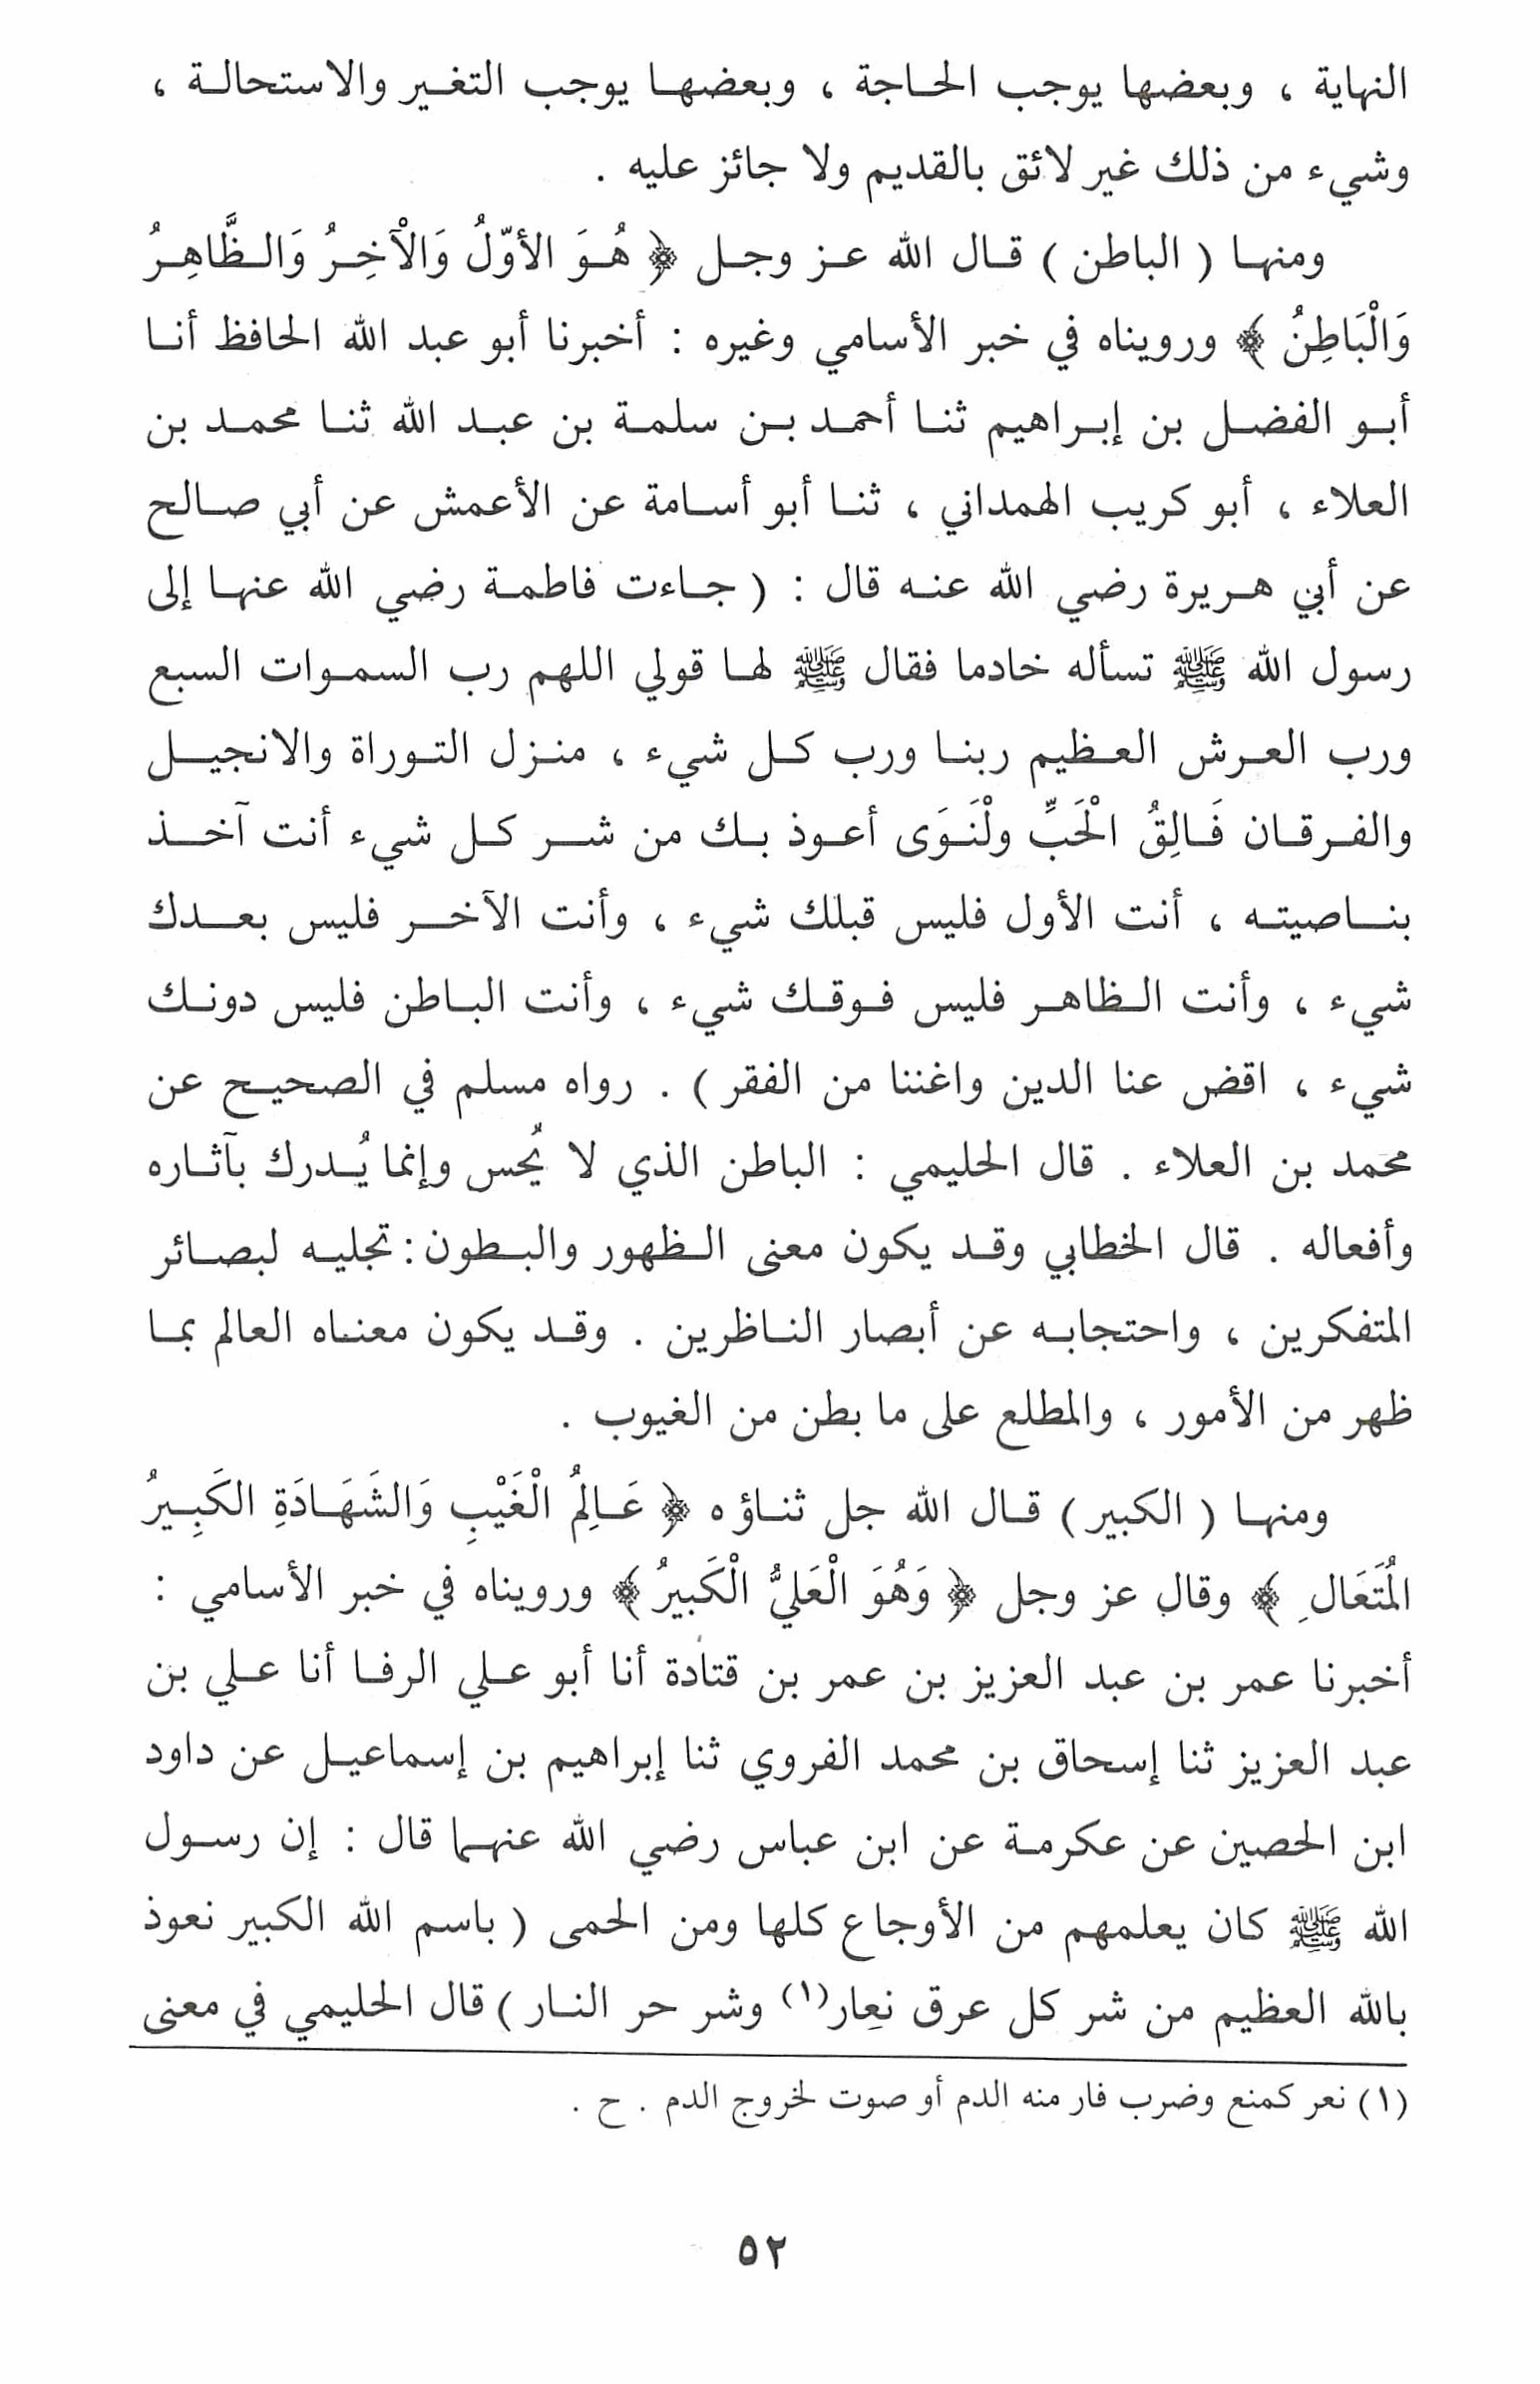 النهاية ، وبعضها يوجب الحاجة ، وبعضها يوجب التغير والاستحالة ،
وشيء من ذلك غير لائق بالقديم ولا جائز عليه .
ومنها ( الباطن ) قال الله عز وجل ﴿ هُوَ الأوّلُ وَالْآخِرُ وَالظَّاهِرُ
وَالْبَاطِنُ ﴾ ورويناه في خبر الأسامي وغيره : أخبرنا أبو عبد الله الحافظ أنا
أبو الفضل بن إبراهيم ثنا أحمد بن سلمة بن عبد الله ثنا محمد بن
العلاء ، أبو كريب الهمداني ، ثنا أبو أسامة عن الأعمش عن أبي صالح
عن أبي هريرة رضي الله عنه قال : ( جاءت فاطمة رضي الله عنها إلى
رسول الله ﷺ تسأله خادما فقال ﷺ لها قولي اللهم رب السموات السبع
ورب العرش العظيم ربنا ورب كل شيء ، منزل التوراة والانجيل
والفرقان فَالِقُ الْحَبِّ ولْنَوَى أعوذ بك من شر كل شيء أنت آخذ
بناصيته ، أنت الأول فليس قبلك شيء ، وأنت الآخر فليس بعدك
شيء ، وأنت الظاهر فليس فوقك شيء ، وأنت الباطن فليس دونك
شيء ، اقض عنا الدين واغننا من الفقر ) . رواه مسلم في الصحيح عن
محمد بن العلاء . قال الحليمي : الباطن الذي لا يُحس وإنما يُدرك بآثاره
وأفعاله . قال الخطابي وقد يكون معنى الظهور والبطون : تجليه لبصائر
المتفكرين ، واحتجابه عن أبصار الناظرين . وقد يكون معناه العالم بما
ظهر من الأمور ، والمطلع على ما بطن من الغيوب .
ومنها ( الكبير ) قال الله جل ثناؤه ﴿ عَالِمُ الْغَيْبِ وَالشَهَادَةِ الكَبِيرُ
المُتَعَالِ ﴾ وقال عز وجل ﴿ وَهُوَ الْعَليُّ الْكَبيرُ ﴾ ورويناه في خبر الأسامي :
أخبرنا عمر بن عبد العزيز بن عمر بن قتادة أنا أبو علي الرفا أنا علي بن
عبد العزيز ثنا إسحاق بن محمد الفروي ثنا إبراهيم بن إسماعيل عن داود
ابن الحصين عن عكرمة عن ابن عباس رضي الله عنهما قال : إن رسول
الله ﷺ كان يعلمهم من الأوجاع كلها ومن الحمى ( باسم الله الكبير نعوذ
بالله العظيم من شر كل عرق نعِار(١) وشر حر النار ) قال الحليمي في معنى
(١) نعر كمنع وضرب فار منه الدم أو صوت لخروج الدم . ح .
٥٢